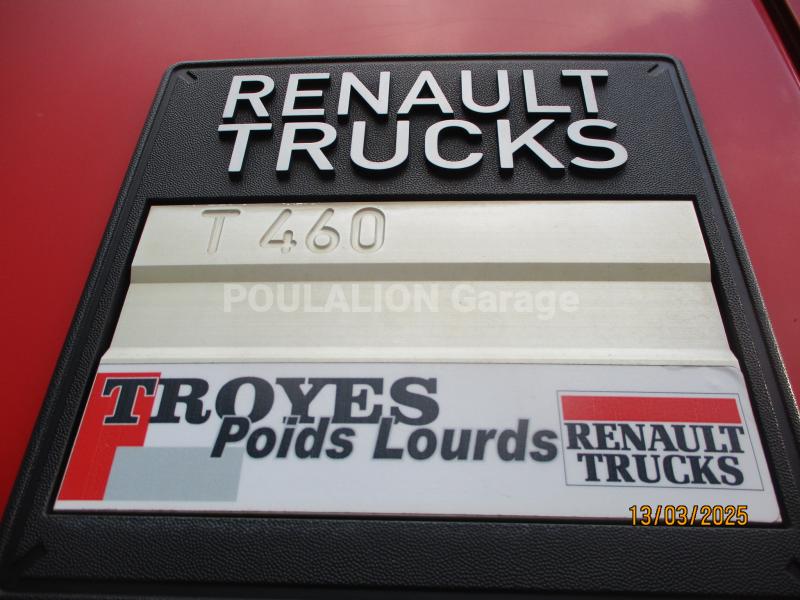 RENAULT
TRUCKS
T 460
POULALION Garage
TROYES
Poids Lourds
RENAULT
TRUCKS
13/03/2025